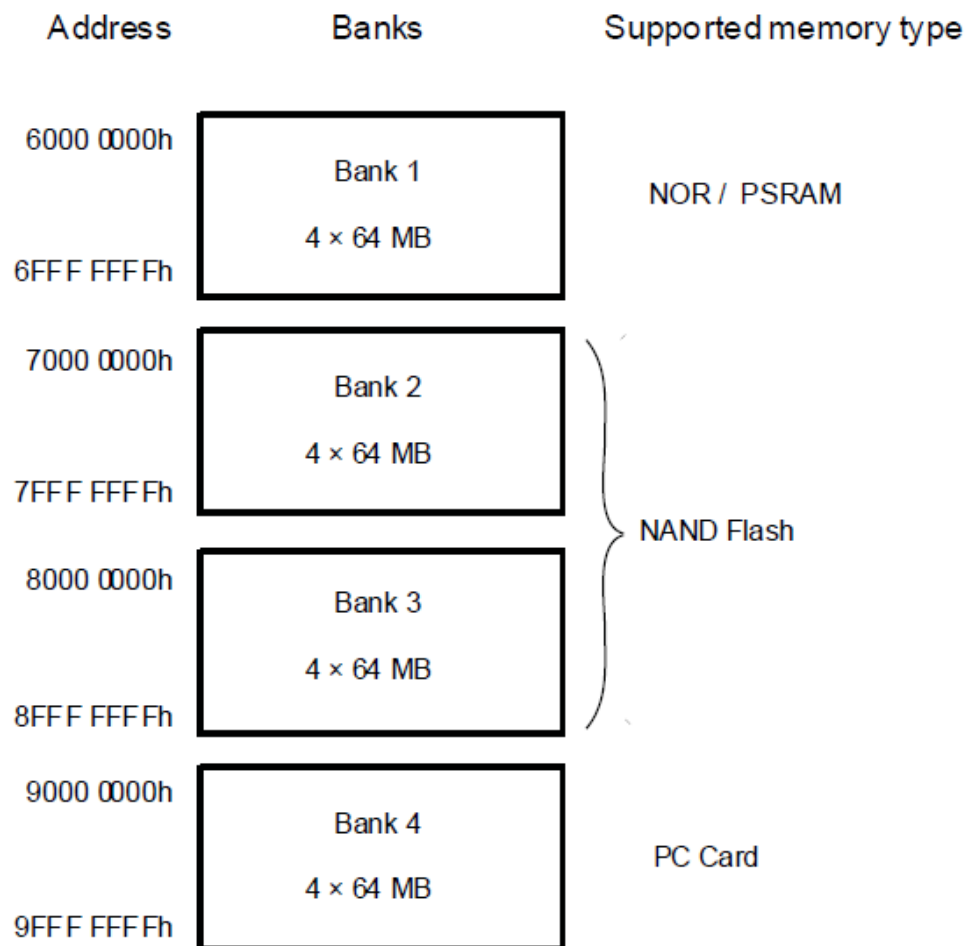 Address Banks Supported memory type
6000 0000h
Bank 1
NOR / PSRAM
4 × 64 MB
6FFF FFFFh
7000 0000h
Bank 2
4 × 64 MB
7FFF FFFFh
NAND Flash
8000 0000h
Bank 3
4 × 64 MB
8FFF FFFFh
9000 0000h
Bank 4
PC Card
4 × 64 MB
9FFF FFFFh